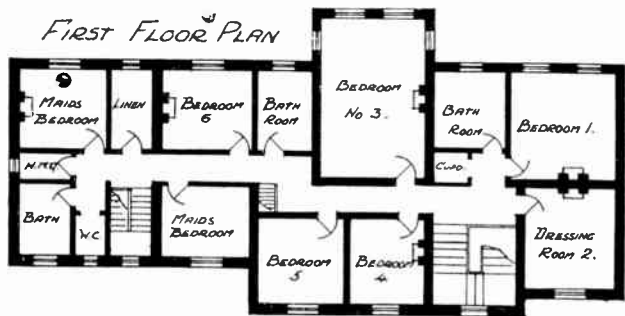 FIRST FLOOR PLAN
MAIDS
BEDROOM
LINEN
BEDROOM
6
BATH
ROOM
BEDROOM
No 3.
BATH
ROOM
BEDROOM 1.
CUPD.
BATH
W.C
MAIDS
BEDROOM
BEDROOM
5
BEDROOM
4.
DRESSING
ROOM 2.